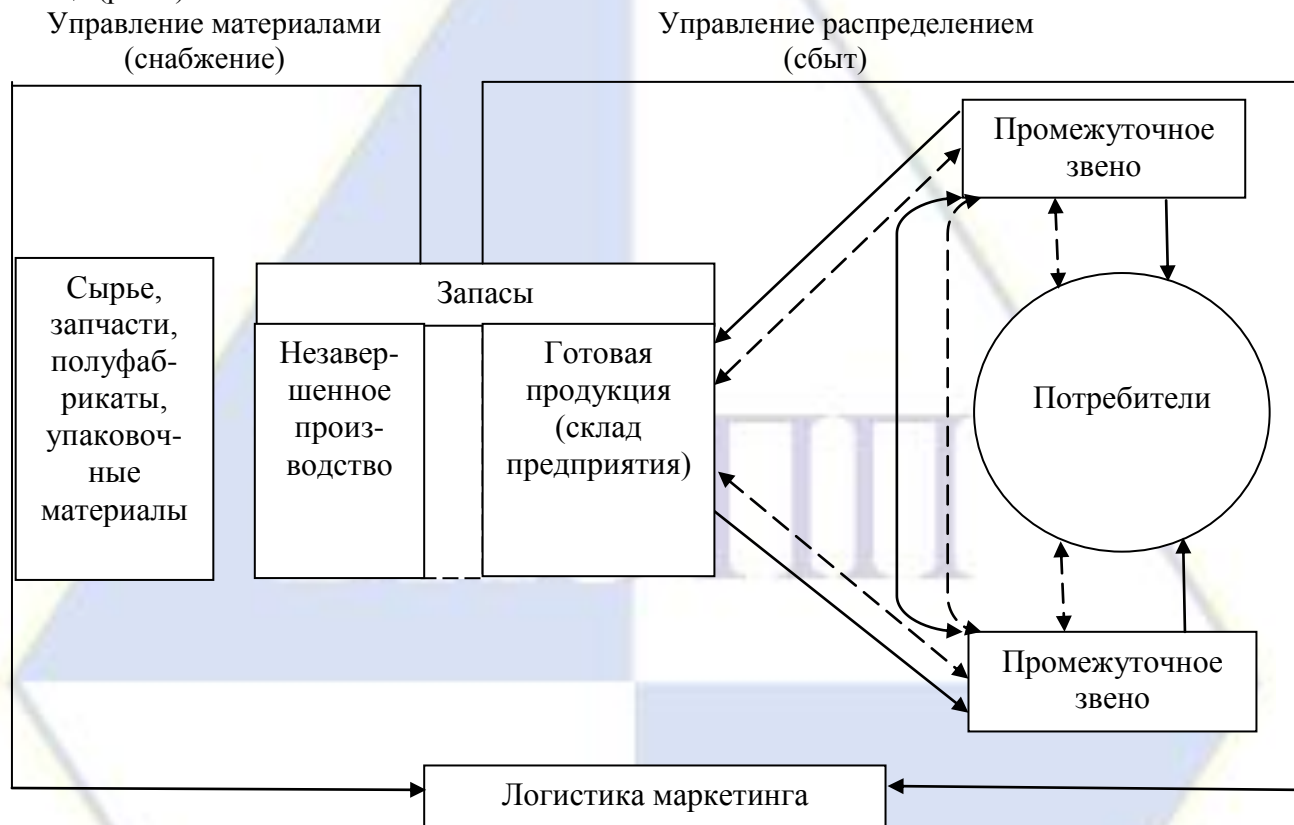 Управление материалами
(снабжение)
Управление распределением
(сбыт)
Промежуточное
звено
Сырье,
запчасти,
полуфаб-
рикаты,
упаковоч-
ные
материалы
Запасы
Незавер-
шенное
произ-
водство
Готовая
продукция
(склад
предприятия)
Потребители
Промежуточное
звено
Логистика маркетинга